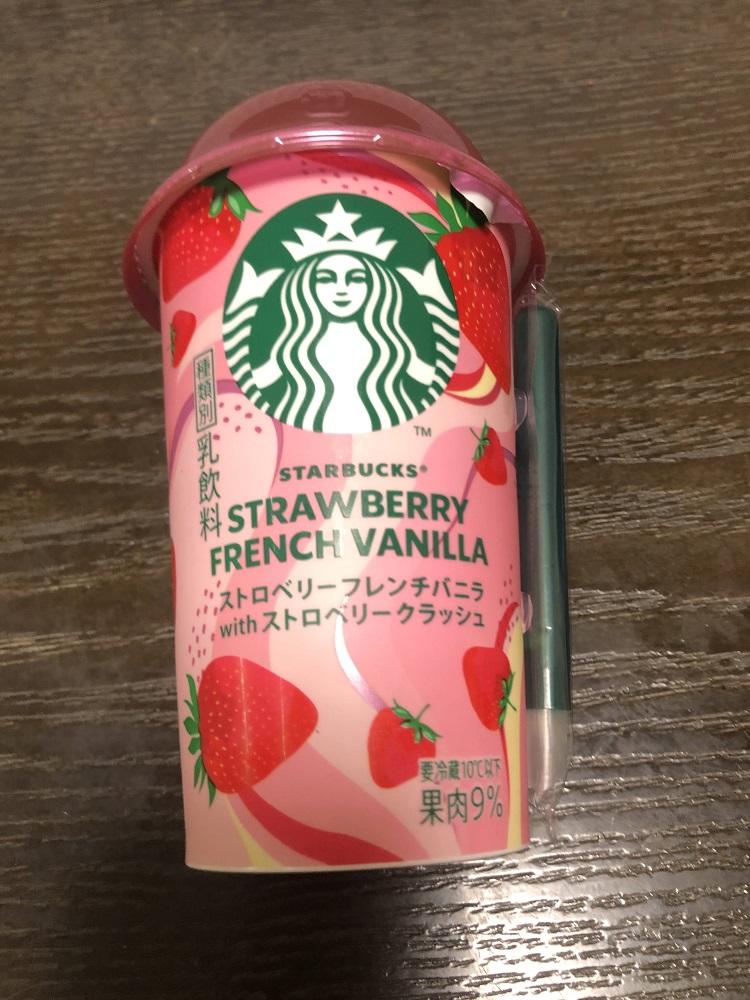 種類別 乳飲料
TM
STARBUCKS®
STRAWBERRY
FRENCH VANILLA
ストロベリーフレンチバニラ
withストロベリークラッシュ
要冷蔵10℃以下
果肉9%